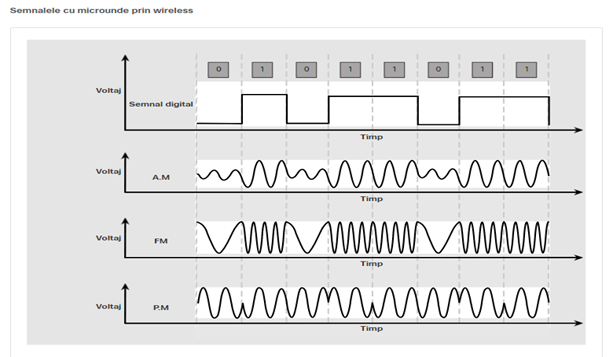 Semnalele cu microunde prin wireless
0 1 0 1 1 0 1 1
Voltaj
Semnal digital
Timp
Voltaj
A.M
Timp
Voltaj
FM
Timp
Voltaj
P.M
Timp